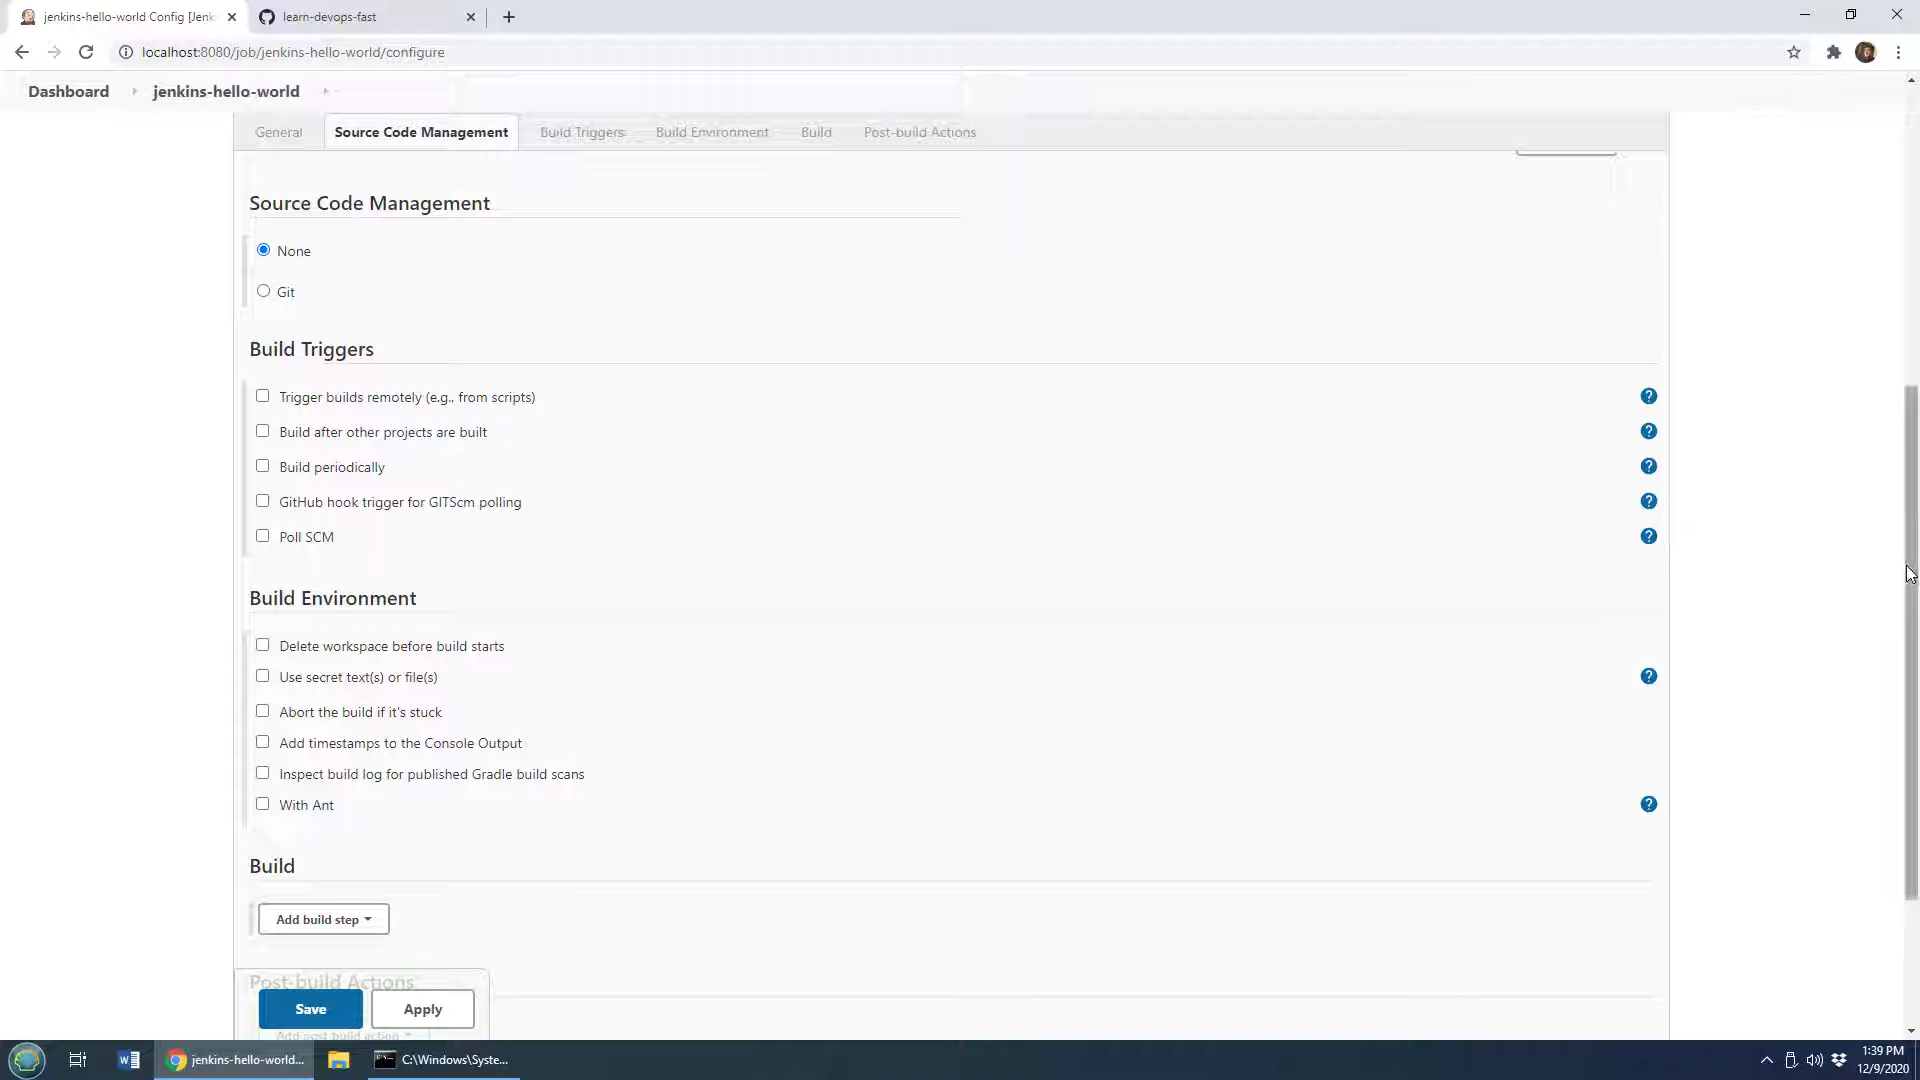 jenkins-hello-world Config [Jenk
learn-devops-fast
localhost:8080/job/jenkins-hello-world/configure
Dashboard
jenkins-hello-world
General
Source Code Management
Build Triggers
Build Environment
Build
Post-build Actions
Source Code Management
None
Git
Build Triggers
Trigger builds remotely (e.g., from scripts)
?
Build after other projects are built
?
Build periodically
?
GitHub hook trigger for GITScm polling
?
Poll SCM
?
Build Environment
Delete workspace before build starts
Use secret text(s) or file(s)
?
Abort the build if it's stuck
Add timestamps to the Console Output
Inspect build log for published Gradle build scans
With Ant
?
Build
Add build step
Post-build Actions
Save
Apply
Add post-build action
jenkins-hello-world...
C:\Windows\Syste...
1:39 PM
12/9/2020